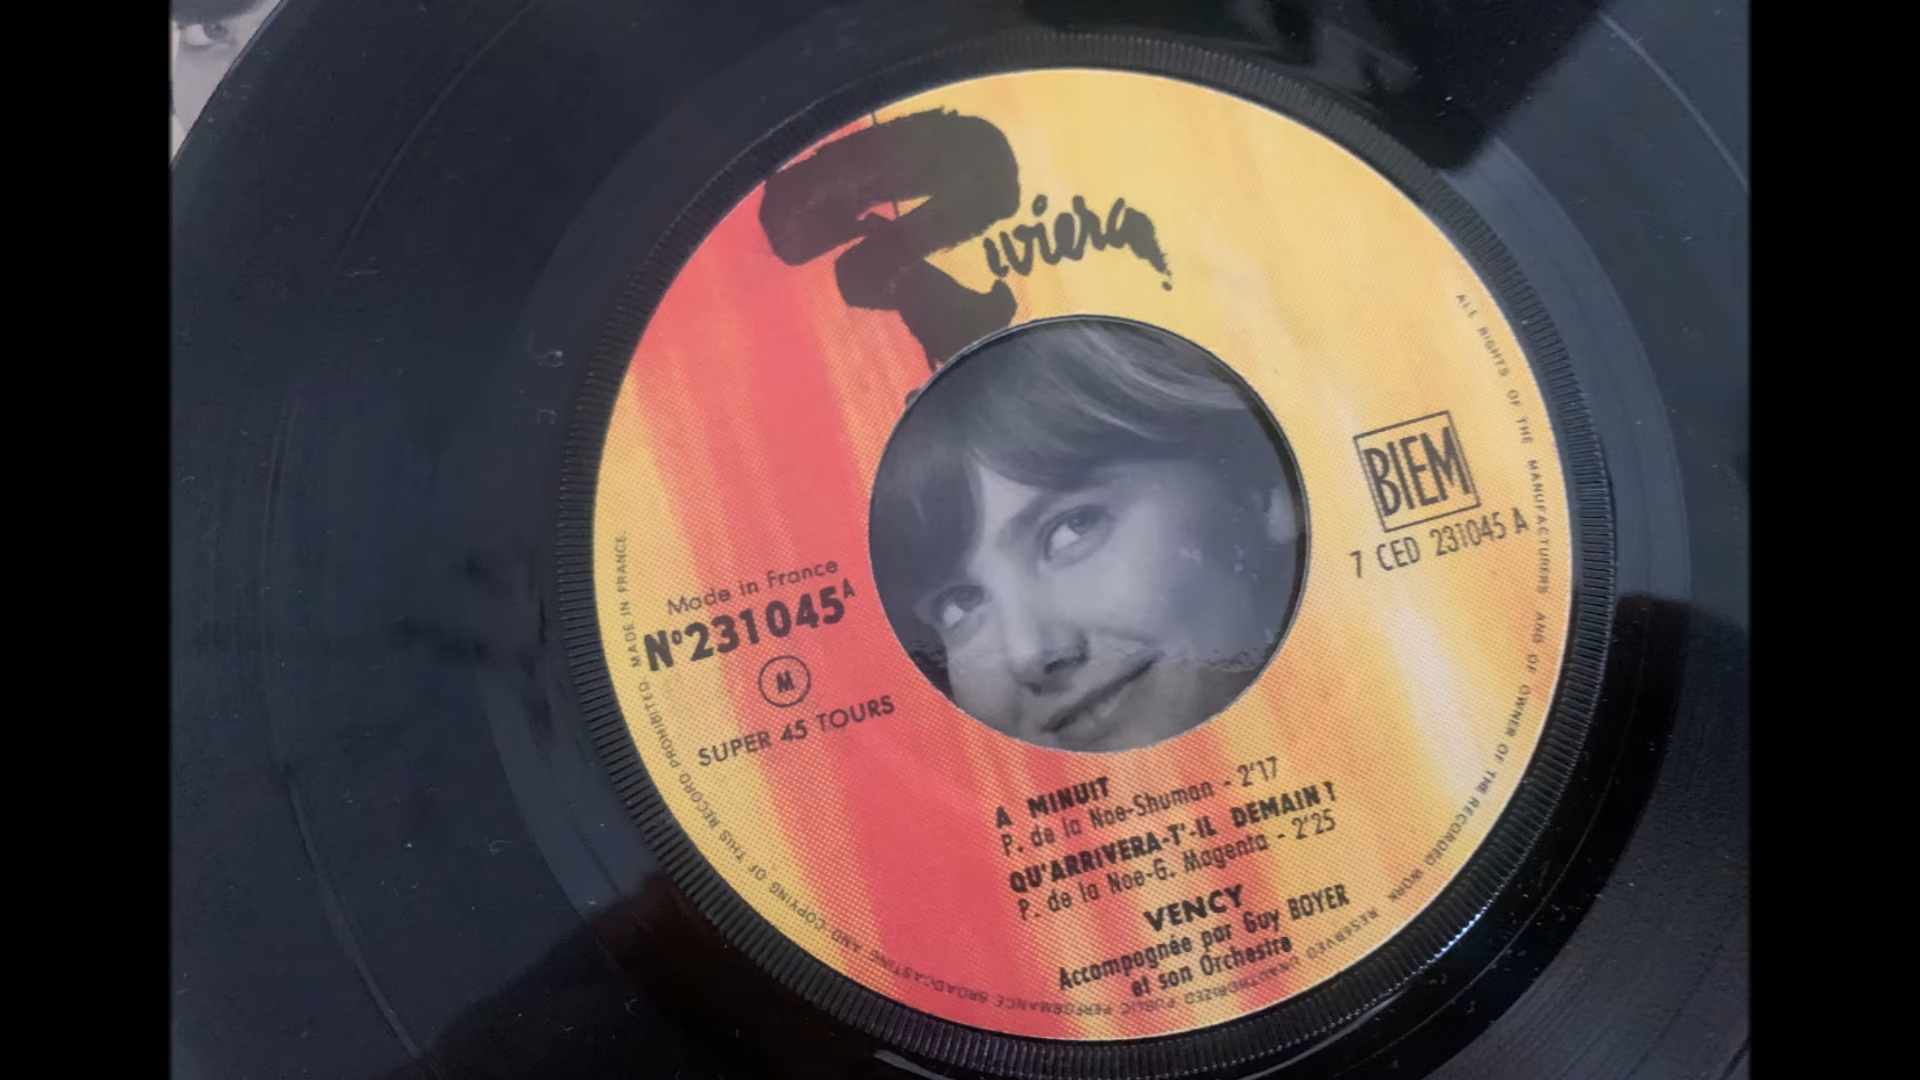 Riviera
BIEM
7 CED 231045 A
Made in France
Nº231045 A
M
SUPER 45 TOURS
A MINUIT
P. de la Noe-Shuman - 2'17
QU'ARRIVERA-T'-IL DEMAIN ?
P. de la Noe-G. Magenta - 2'25
VENCY
Accompagnée par Guy BOYER
et son Orchestre
ALL RIGHTS OF THE MANUFACTURERS AND OF OWNER OF THE RECORDED WORK RESERVED UNAUTHORIZED PUBLIC PERFORMANCE BROADCASTING AND COPYING OF THIS RECORD PROHIBITED. MADE IN FRANCE.